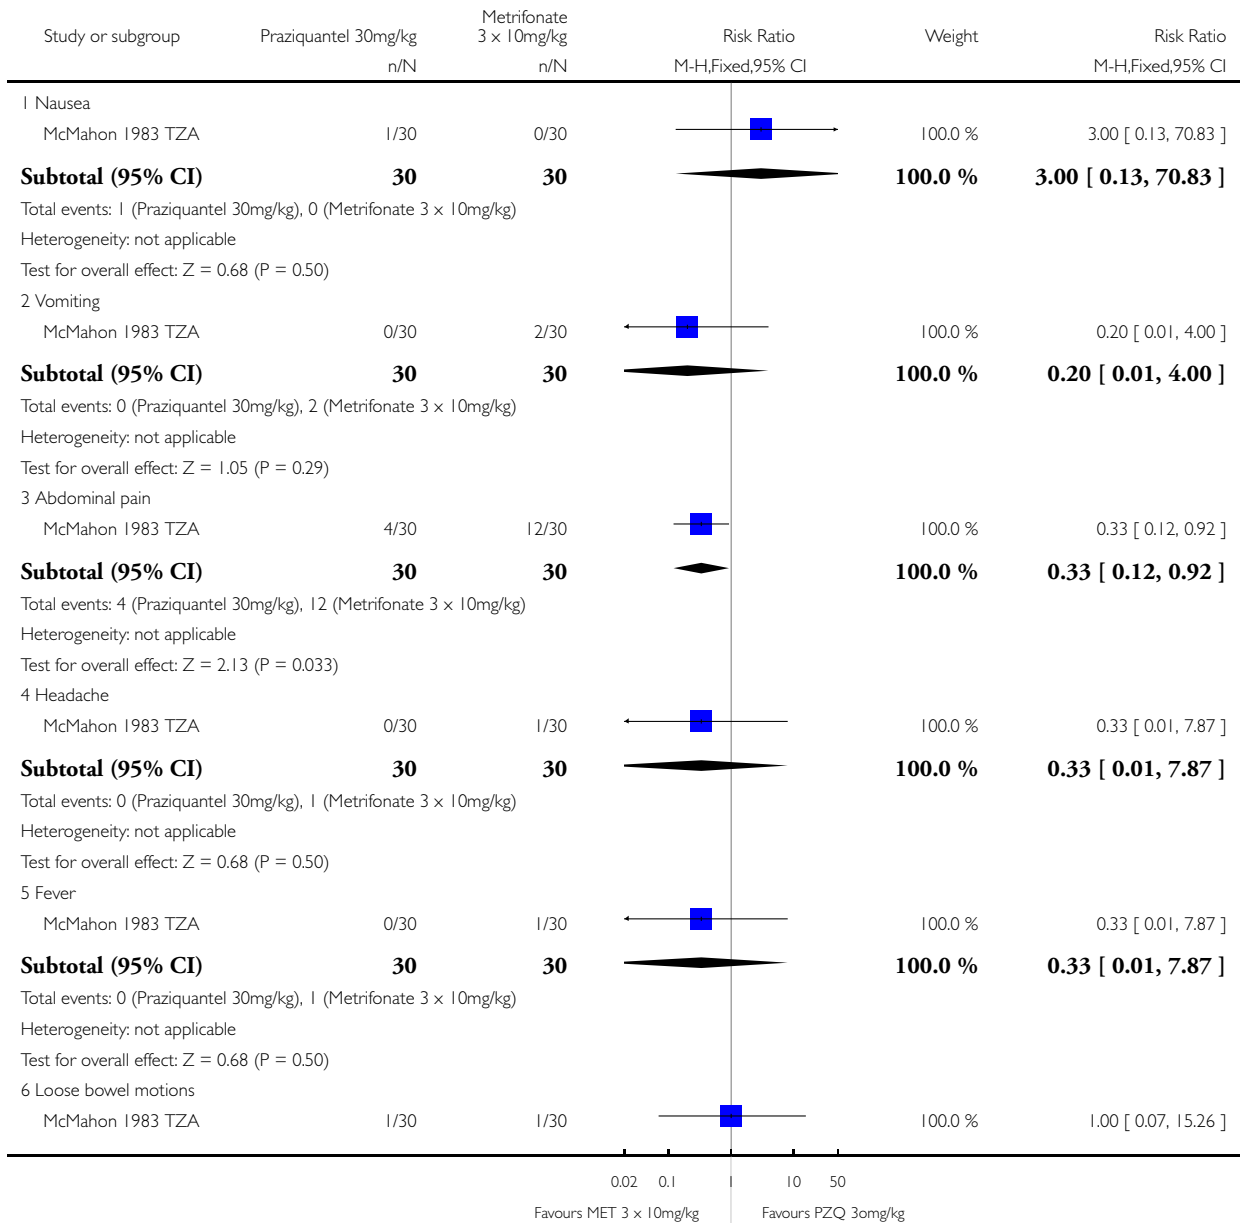 Study or subgroup Praziquantel 30mg/kg Metrifonate 3 x 10mg/kg Risk Ratio Weight Risk Ratio
n/N n/N M-H,Fixed,95% CI M-H,Fixed,95% CI
1 Nausea
McMahon 1983 TZA 1/30 0/30 100.0 % 3.00 [ 0.13, 70.83 ]
Subtotal (95% CI) 30 30 100.0 % 3.00 [ 0.13, 70.83 ]
Total events: 1 (Praziquantel 30mg/kg), 0 (Metrifonate 3 x 10mg/kg)
Heterogeneity: not applicable
Test for overall effect: Z = 0.68 (P = 0.50)
2 Vomiting
McMahon 1983 TZA 0/30 2/30 100.0 % 0.20 [ 0.01, 4.00 ]
Subtotal (95% CI) 30 30 100.0 % 0.20 [ 0.01, 4.00 ]
Total events: 0 (Praziquantel 30mg/kg), 2 (Metrifonate 3 x 10mg/kg)
Heterogeneity: not applicable
Test for overall effect: Z = 1.05 (P = 0.29)
3 Abdominal pain
McMahon 1983 TZA 4/30 12/30 100.0 % 0.33 [ 0.12, 0.92 ]
Subtotal (95% CI) 30 30 100.0 % 0.33 [ 0.12, 0.92 ]
Total events: 4 (Praziquantel 30mg/kg), 12 (Metrifonate 3 x 10mg/kg)
Heterogeneity: not applicable
Test for overall effect: Z = 2.13 (P = 0.033)
4 Headache
McMahon 1983 TZA 0/30 1/30 100.0 % 0.33 [ 0.01, 7.87 ]
Subtotal (95% CI) 30 30 100.0 % 0.33 [ 0.01, 7.87 ]
Total events: 0 (Praziquantel 30mg/kg), 1 (Metrifonate 3 x 10mg/kg)
Heterogeneity: not applicable
Test for overall effect: Z = 0.68 (P = 0.50)
5 Fever
McMahon 1983 TZA 0/30 1/30 100.0 % 0.33 [ 0.01, 7.87 ]
Subtotal (95% CI) 30 30 100.0 % 0.33 [ 0.01, 7.87 ]
Total events: 0 (Praziquantel 30mg/kg), 1 (Metrifonate 3 x 10mg/kg)
Heterogeneity: not applicable
Test for overall effect: Z = 0.68 (P = 0.50)
6 Loose bowel motions
McMahon 1983 TZA 1/30 1/30 100.0 % 1.00 [ 0.07, 15.26 ]
0.02 0.1 1 10 50
Favours MET 3 x 10mg/kg Favours PZQ 3omg/kg